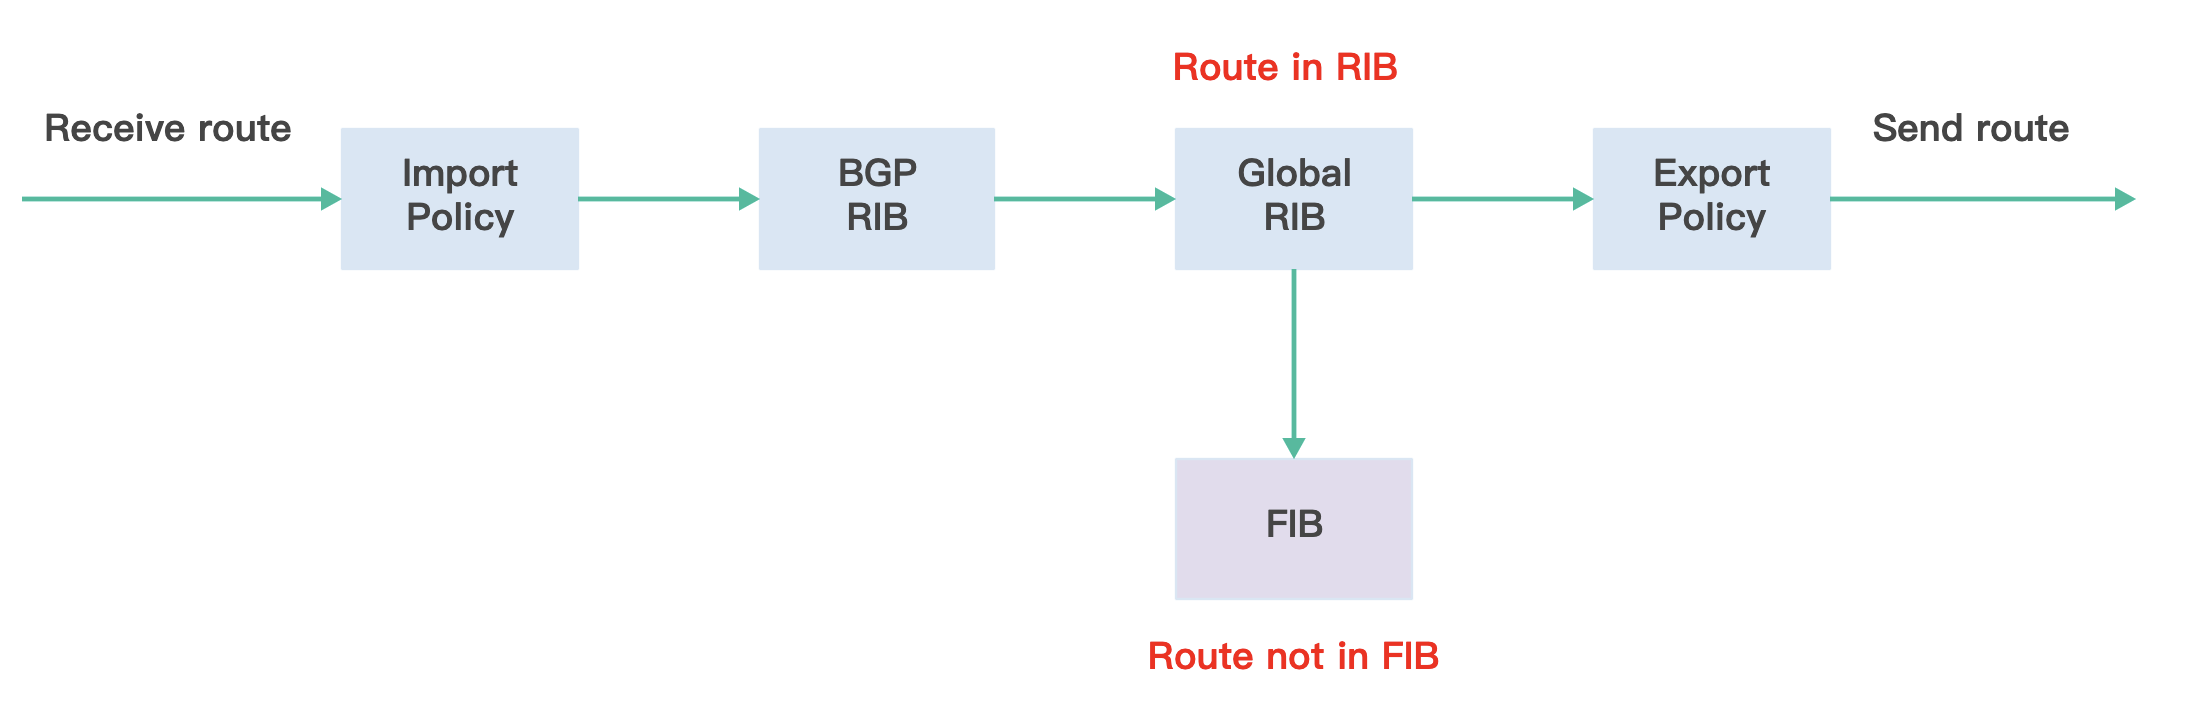 Route in RIB
Receive route
Send route
Import
Policy
BGP
RIB
Global
RIB
Export
Policy
FIB
Route not in FIB